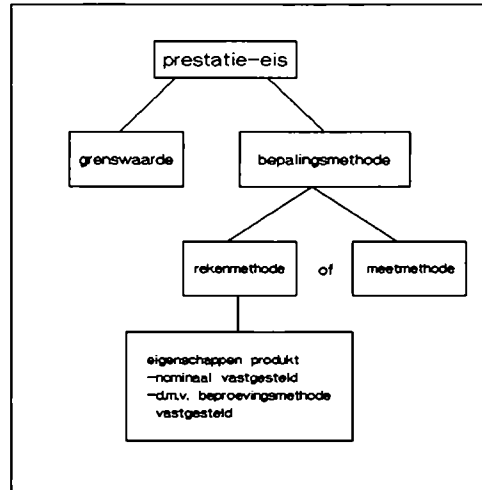 prestatie-eis
grenswaarde
bepalingsmethode
rekenmethode
of
meetmethode
eigenschappen produkt
-nominaal vastgesteld
-d.m.v. beproevingsmethode
vastgesteld